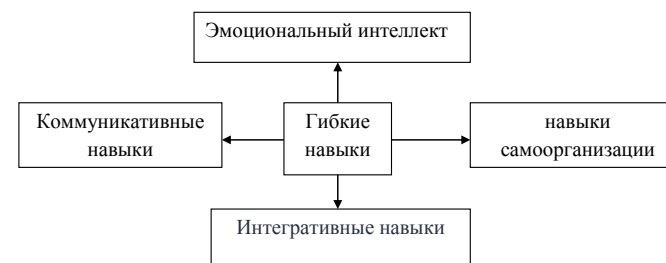 Эмоциональный интеллект
Коммуникативные
навыки
Гибкие
навыки
навыки
самоорганизации
Интегративные навыки